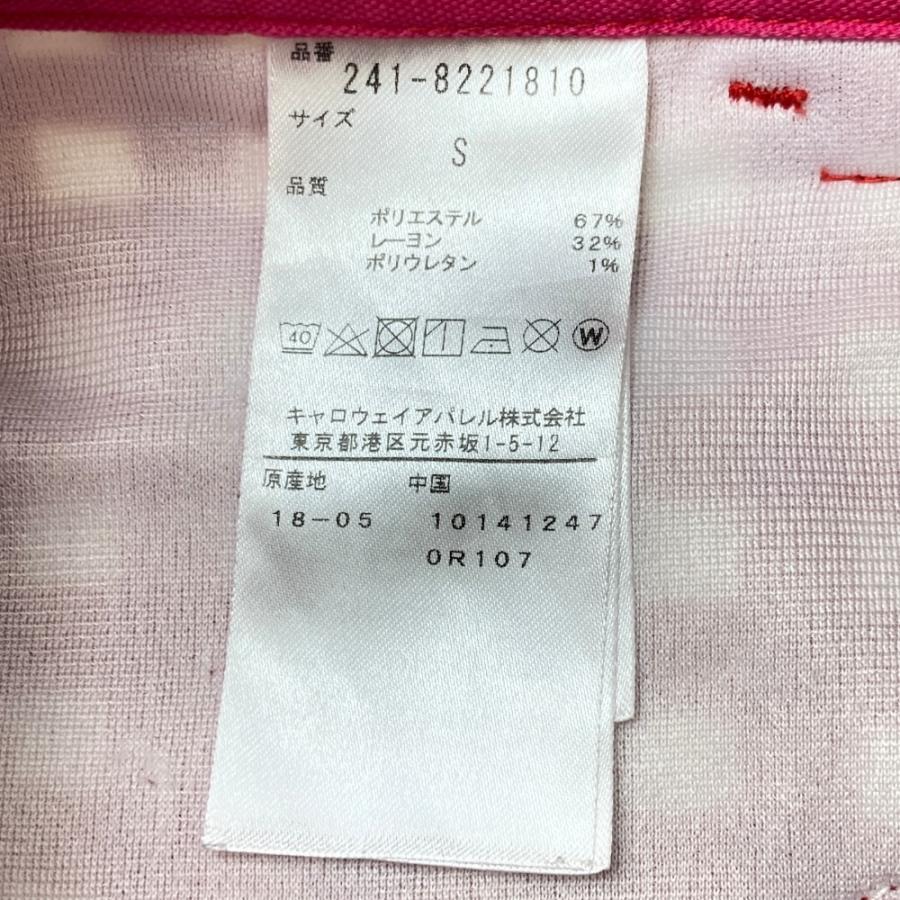 品番
241-8221810
サイズ
S
品質
ポリエステル 67%
レーヨン 32%
ポリウレタン 1%
40 W
キャロウェイアパレル株式会社
東京都港区元赤坂1-5-12
原産地 中国
18-05 10141247
0R107